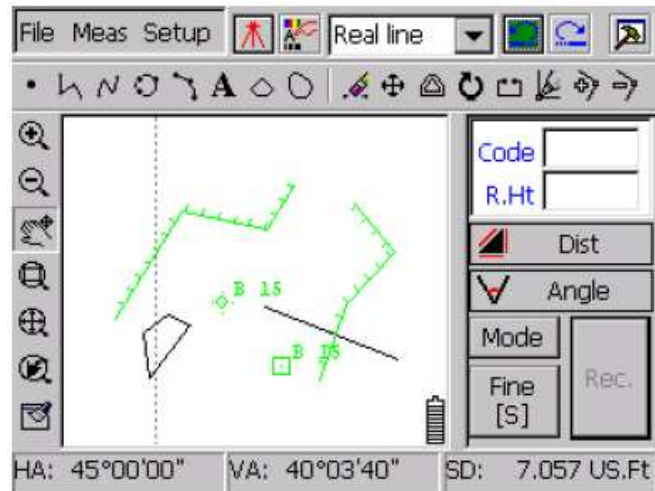 File Meas Setup Real line
A
Code
R.Ht
Dist
Angle
Mode
Fine
[S]
Rec.
B 15
B 15
HA: 45°00'00" VA: 40°03'40" SD: 7.057 US.Ft